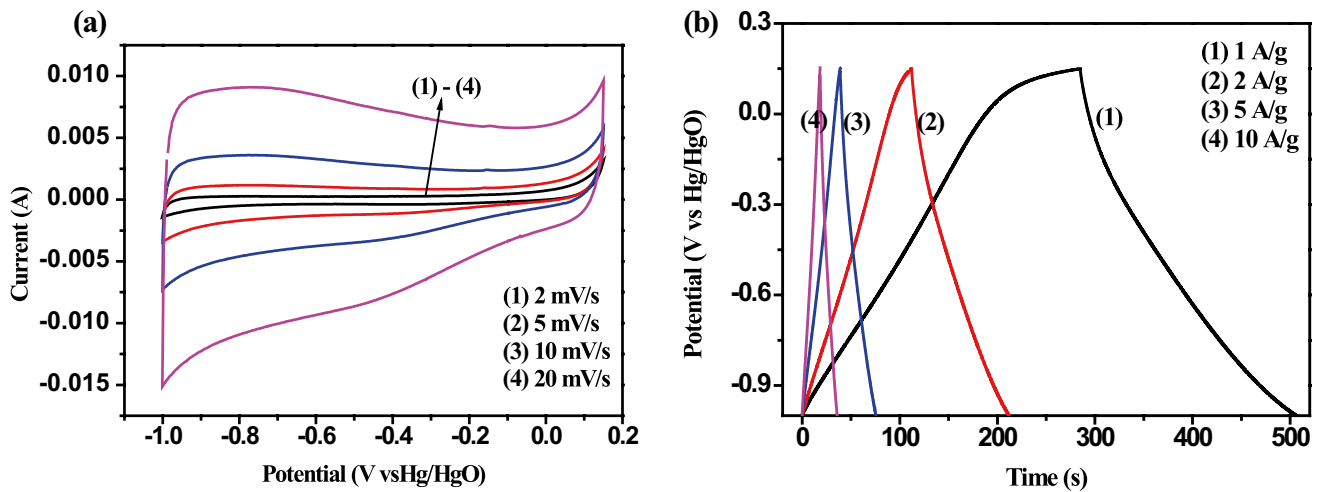 (a)
0.010
0.005
0.000
-0.005
-0.010
-0.015
Current (A)
(1) - (4)
(1) 2 mV/s
(2) 5 mV/s
(3) 10 mV/s
(4) 20 mV/s
-1.0 -0.8 -0.6 -0.4 -0.2 0.0 0.2
Potential (V vsHg/HgO)
(b)
0.3
0.0
-0.3
-0.6
-0.9
Potential (V vs Hg/HgO)
(1) 1 A/g
(2) 2 A/g
(3) 5 A/g
(4) 10 A/g
(4) (3) (2) (1)
0 100 200 300 400 500
Time (s)